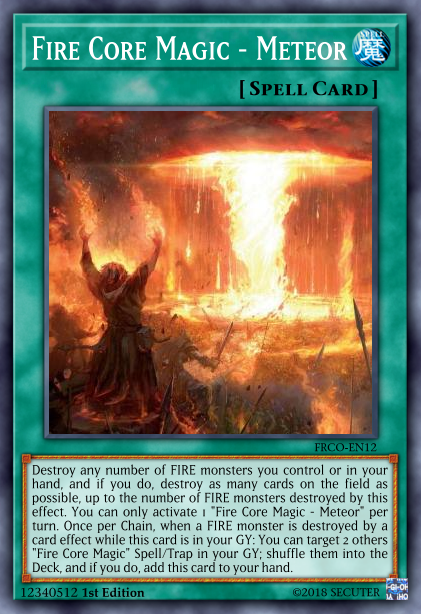 Fire Core Magic - Meteor 魔
[Spell Card]
FRCO-EN12
Destroy any number of FIRE monsters you control or in your
hand, and if you do, destroy as many cards on the field as
possible, up to the number of FIRE monsters destroyed by this
effect. You can only activate 1 "Fire Core Magic - Meteor" per
turn. Once per Chain, when a FIRE monster is destroyed by a
card effect while this card is in your GY: You can target 2 others
"Fire Core Magic" Spell/Trap in your GY; shuffle them into the
Deck, and if you do, add this card to your hand.
12340512 1st Edition ©2018 SECUTER